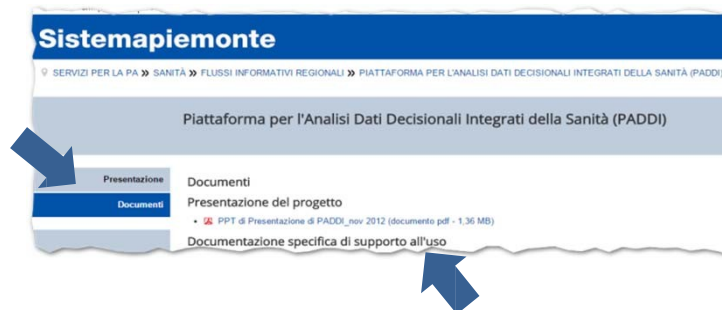 Sistemapiemonte
SERVIZI PER LA PA » SANITÀ » FLUSSI INFORMATIVI REGIONALI » PIATTAFORMA PER L'ANALISI DATI DECISIONALI INTEGRATI DELLA SANITÀ (PADDI)
Piattaforma per l'Analisi Dati Decisionali Integrati della Sanità (PADDI)
Presentazione
Documenti
Documenti
Presentazione del progetto
• PPT di Presentazione di PADDI_nov 2012 (documento pdf - 1,36 MB)
Documentazione specifica di supporto all'uso